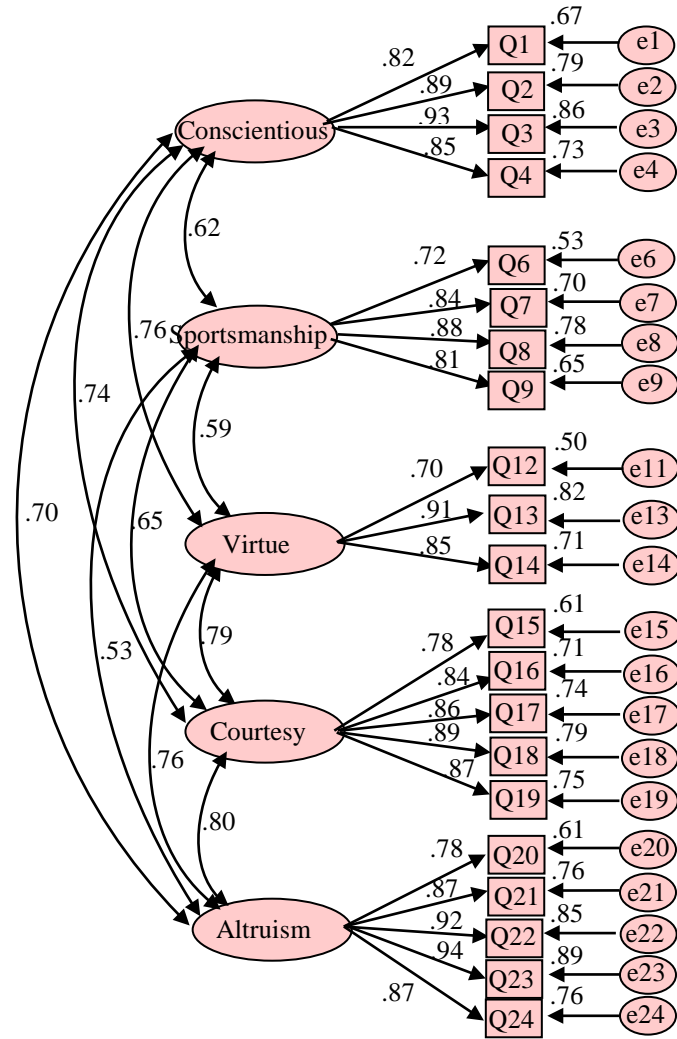 .67
Q1
e1
.82
.79
Q2
e2
.89
.86
Conscientious
.93
Q3
e3
.85
.73
Q4
e4
.62
.53
Q6
e6
.72
.70
Q7
e7
.84
.78
Sportsmanship
.88
Q8
e8
.81
.65
Q9
e9
.76
.74
.59
.50
Q12
e11
.70
.82
Q13
e13
.91
.71
Virtue
.85
Q14
e14
.70
.65
.79
.61
Q15
e15
.78
.71
Q16
e16
.84
.74
Courtesy
.86
Q17
e17
.89
.79
Q18
e18
.87
.75
Q19
e19
.53
.76
.80
.61
Q20
e20
.78
.76
Q21
e21
.87
.85
Altruism
.92
Q22
e22
.94
.89
Q23
e23
.87
.76
Q24
e24